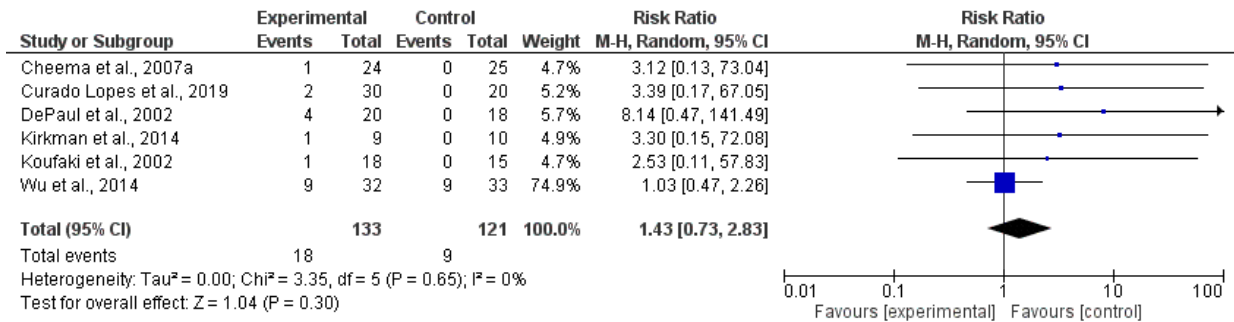 Experimental Control Risk Ratio Risk Ratio
Study or Subgroup Events Total Events Total Weight M-H, Random, 95% CI M-H, Random, 95% CI
Cheema et al., 2007a 1 24 0 25 4.7% 3.12 [0.13, 73.04]
Curado Lopes et al., 2019 2 30 0 20 5.2% 3.39 [0.17, 67.05]
DePaul et al., 2002 4 20 0 18 5.7% 8.14 [0.47, 141.49]
Kirkman et al., 2014 1 9 0 10 4.9% 3.30 [0.15, 72.08]
Koufaki et al., 2002 1 18 0 15 4.7% 2.53 [0.11, 57.83]
Wu et al., 2014 9 32 9 33 74.9% 1.03 [0.47, 2.26]
Total (95% CI) 133 121 100.0% 1.43 [0.73, 2.83]
Total events 18 9
Heterogeneity: Tau² = 0.00; Chi² = 3.35, df = 5 (P = 0.65); I² = 0%
Test for overall effect: Z = 1.04 (P = 0.30)
0.01 0.1 1 10 100
Favours [experimental] Favours [control]